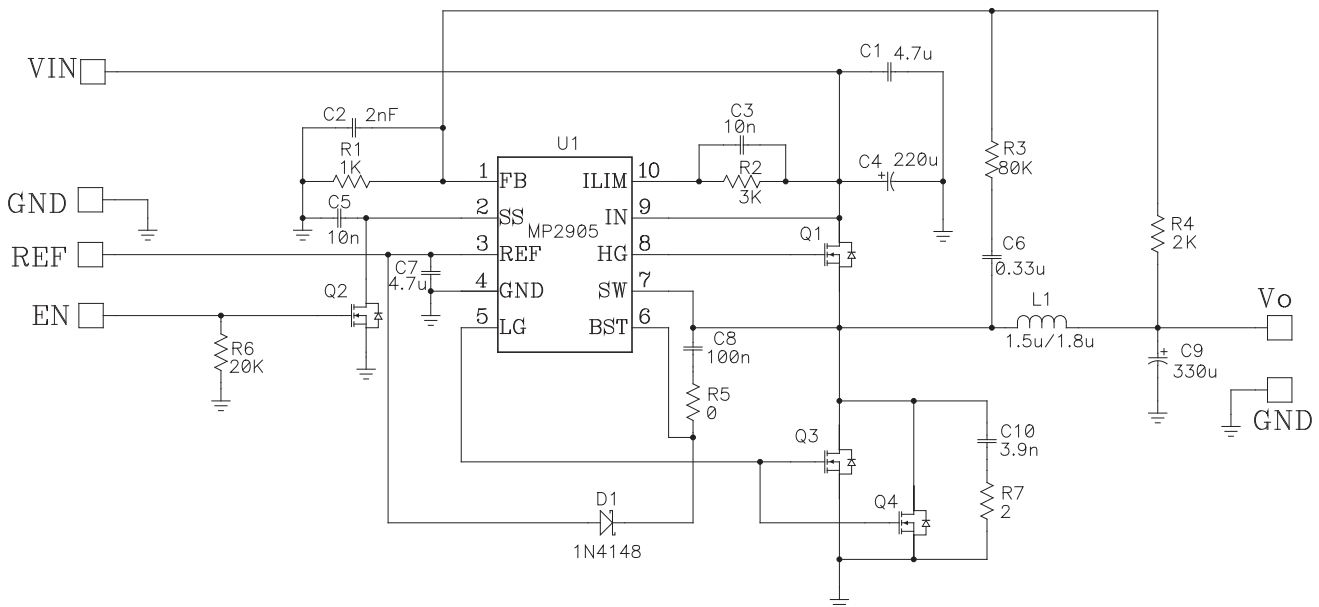 VIN
C1 4.7u
C2 2nF
C3
10n
R1
1K
U1
1 FB
ILIM 10
R2
3K
C4 220u
R3
80K
GND
C5
10n
2 SS
IN 9
MP2905
REF
3 REF
HG 8
Q1
R4
2K
C7
4.7u
4 GND
SW 7
C6
0.33u
EN
Q2
5 LG
BST 6
L1
1.5u/1.8u
Vo
R6
20K
C8
100n
C9
330u
R5
0
GND
Q3
C10
3.9n
D1
1N4148
Q4
R7
2